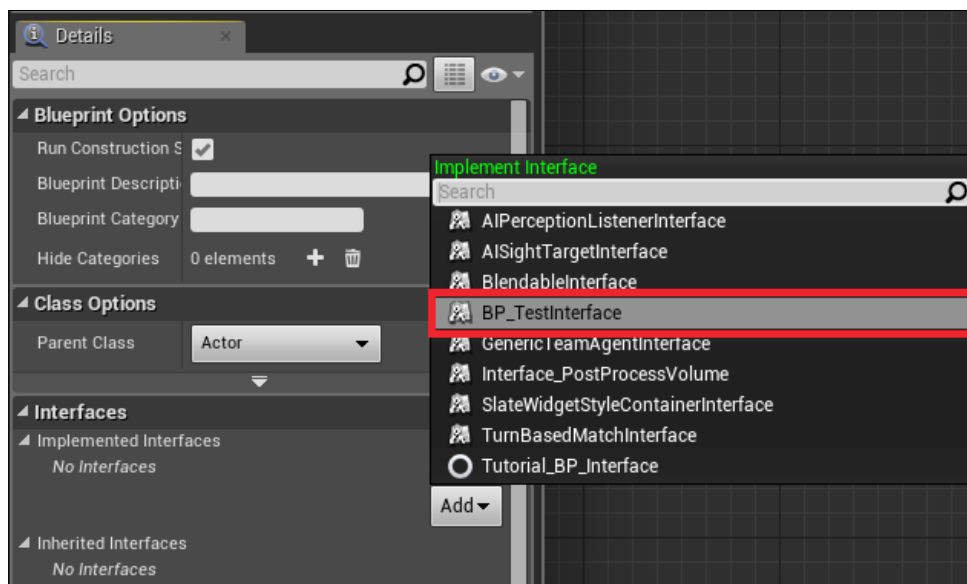 Details
Search
Blueprint Options
Run Construction S
Blueprint Descripti
Blueprint Category
Hide Categories 0 elements
Class Options
Parent Class Actor
Interfaces
Implemented Interfaces
No Interfaces
Add
Inherited Interfaces
No Interfaces
Implement Interface
Search
AIPerceptionListenerInterface
AISightTargetInterface
BlendableInterface
BP_TestInterface
GenericTeamAgentInterface
Interface_PostProcessVolume
SlateWidgetStyleContainerInterface
TurnBasedMatchInterface
Tutorial_BP_Interface